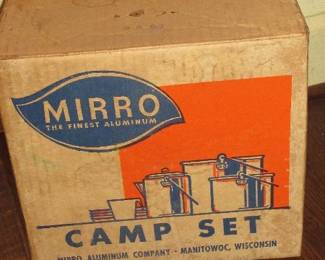 MIRRO
THE FINEST ALUMINUM
CAMP SET
MIRRO ALUMINUM COMPANY • MANITOWOC, WISCONSIN